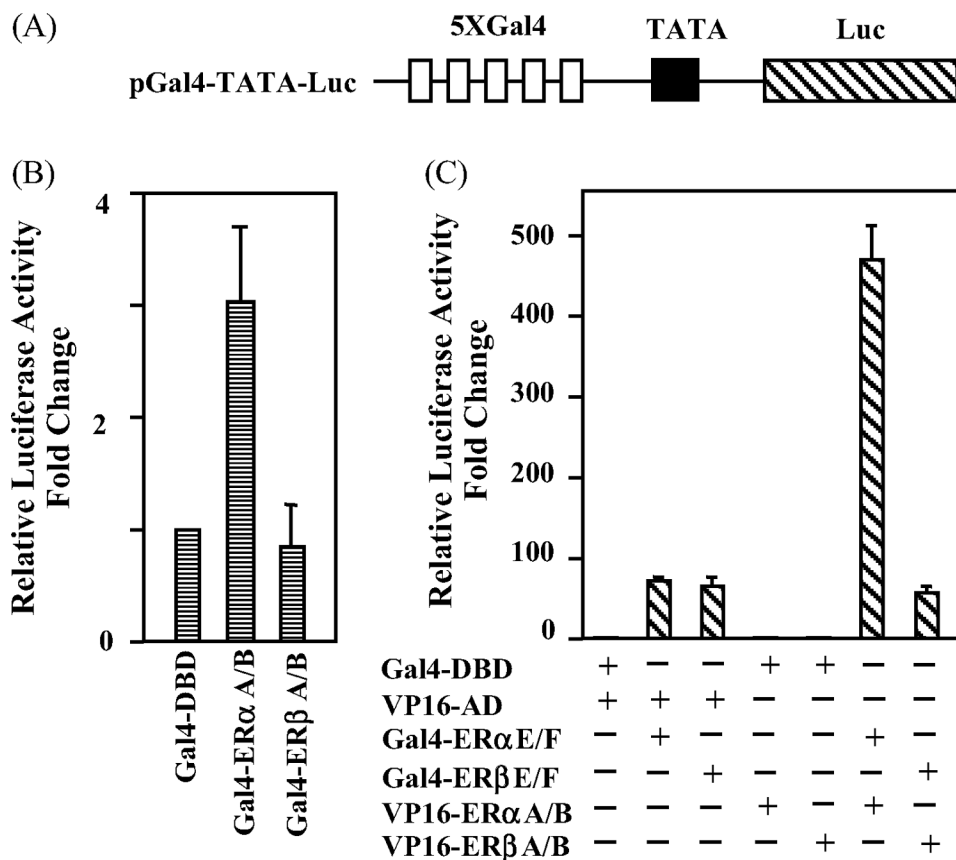 (A)
5XGal4 TATA Luc
pGal4-TATA-Luc
(B)
Relative Luciferase Activity
Fold Change
4
2
0
Gal4-DBD
Gal4-ERα A/B
Gal4-ERβ A/B
(C)
Relative Luciferase Activity
Fold Change
500
400
300
200
100
0
Gal4-DBD + − − + + − −
VP16-AD + + + − − − −
Gal4-ERα E/F − + − − − + −
Gal4-ERβ E/F − − + − − − +
VP16-ERα A/B − − − + − + −
VP16-ERβ A/B − − − − + − +